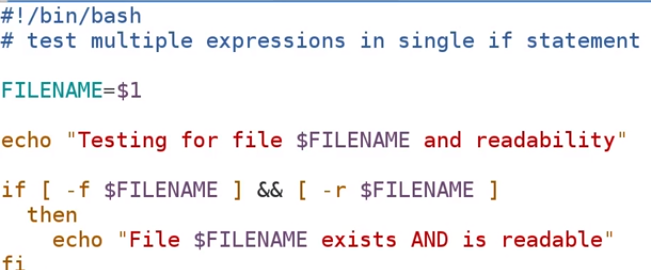 #!/bin/bash
# test multiple expressions in single if statement
FILENAME=$1
echo "Testing for file $FILENAME and readability"
if [ -f $FILENAME ] && [ -r $FILENAME ]
then
echo "File $FILENAME exists AND is readable"
fi